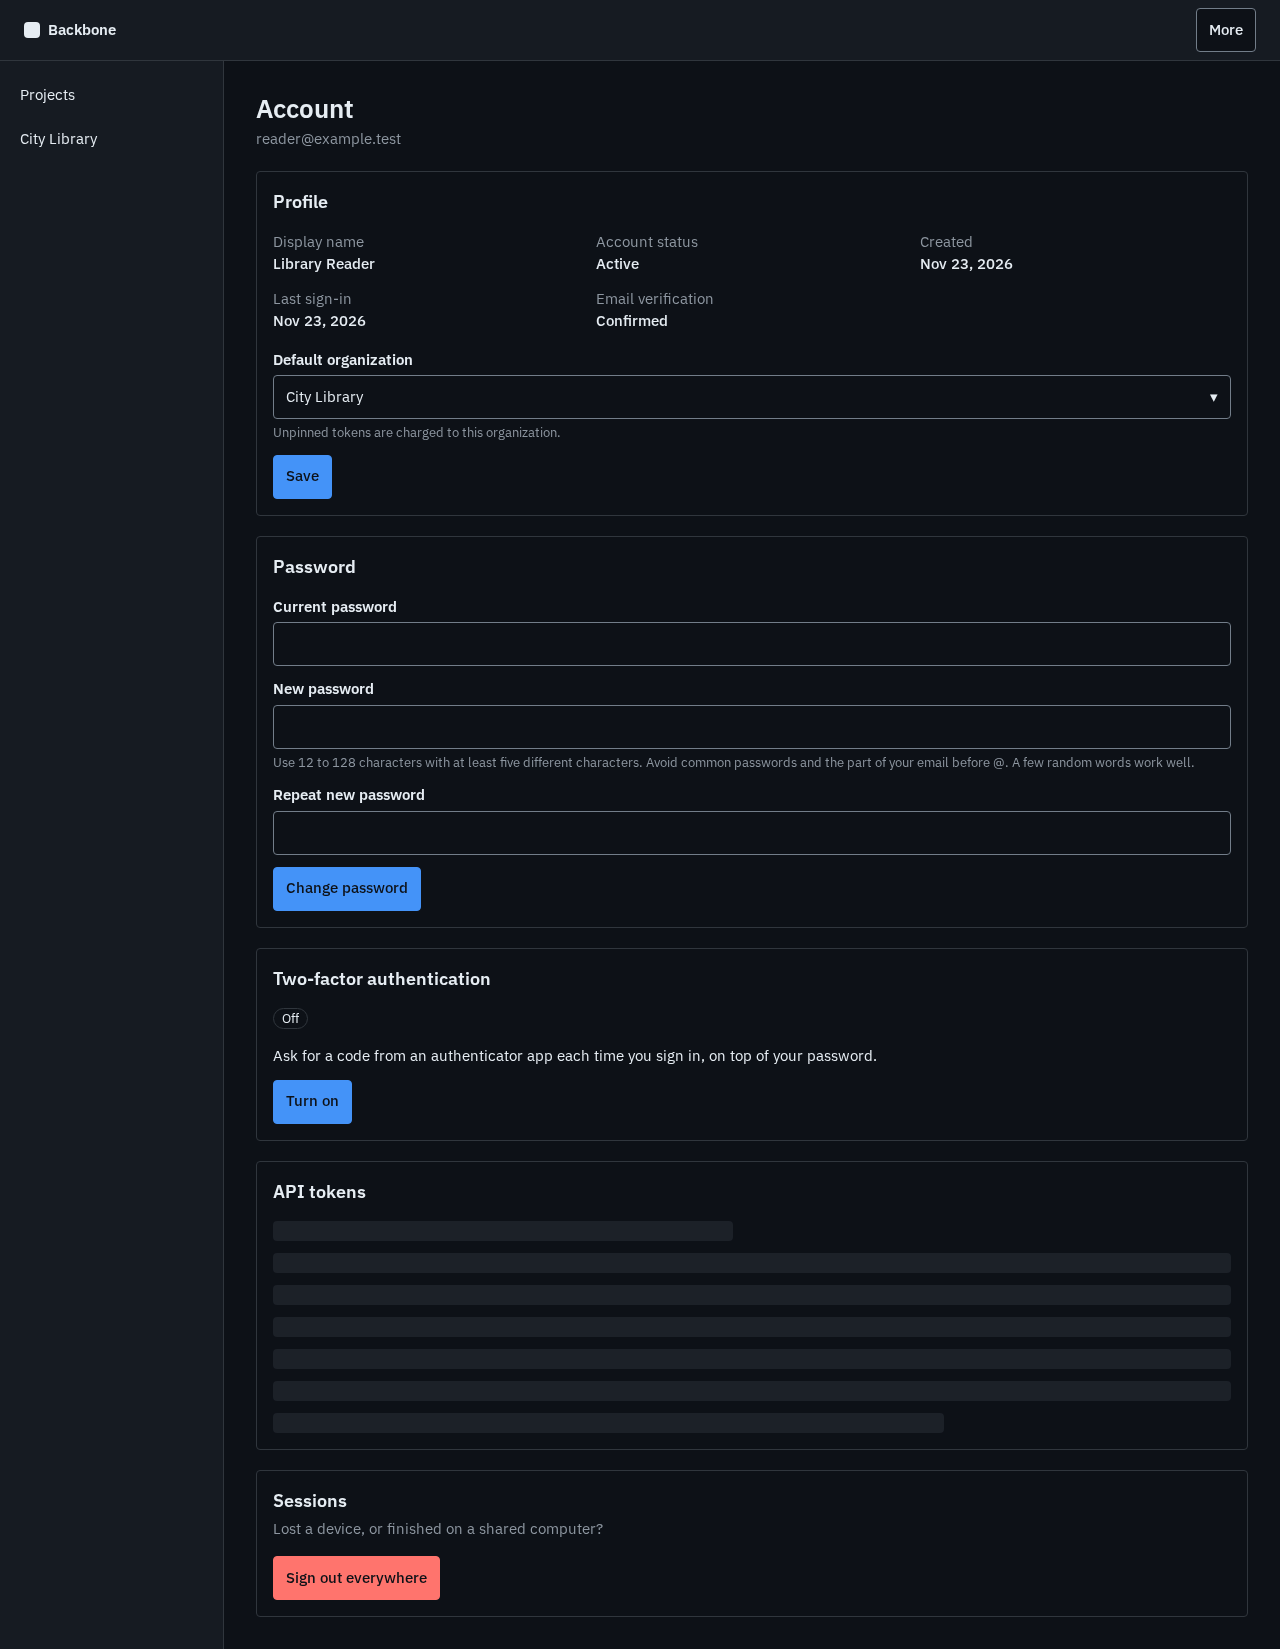 Backbone
More
Projects
City Library
Account
reader@example.test
Profile
Display name
Library Reader
Account status
Active
Created
Nov 23, 2026
Last sign-in
Nov 23, 2026
Email verification
Confirmed
Default organization
City Library
Unpinned tokens are charged to this organization.
Save
Password
Current password
New password
Use 12 to 128 characters with at least five different characters. Avoid common passwords and the part of your email before @. A few random words work well.
Repeat new password
Change password
Two-factor authentication
Off
Ask for a code from an authenticator app each time you sign in, on top of your password.
Turn on
API tokens
Sessions
Lost a device, or finished on a shared computer?
Sign out everywhere